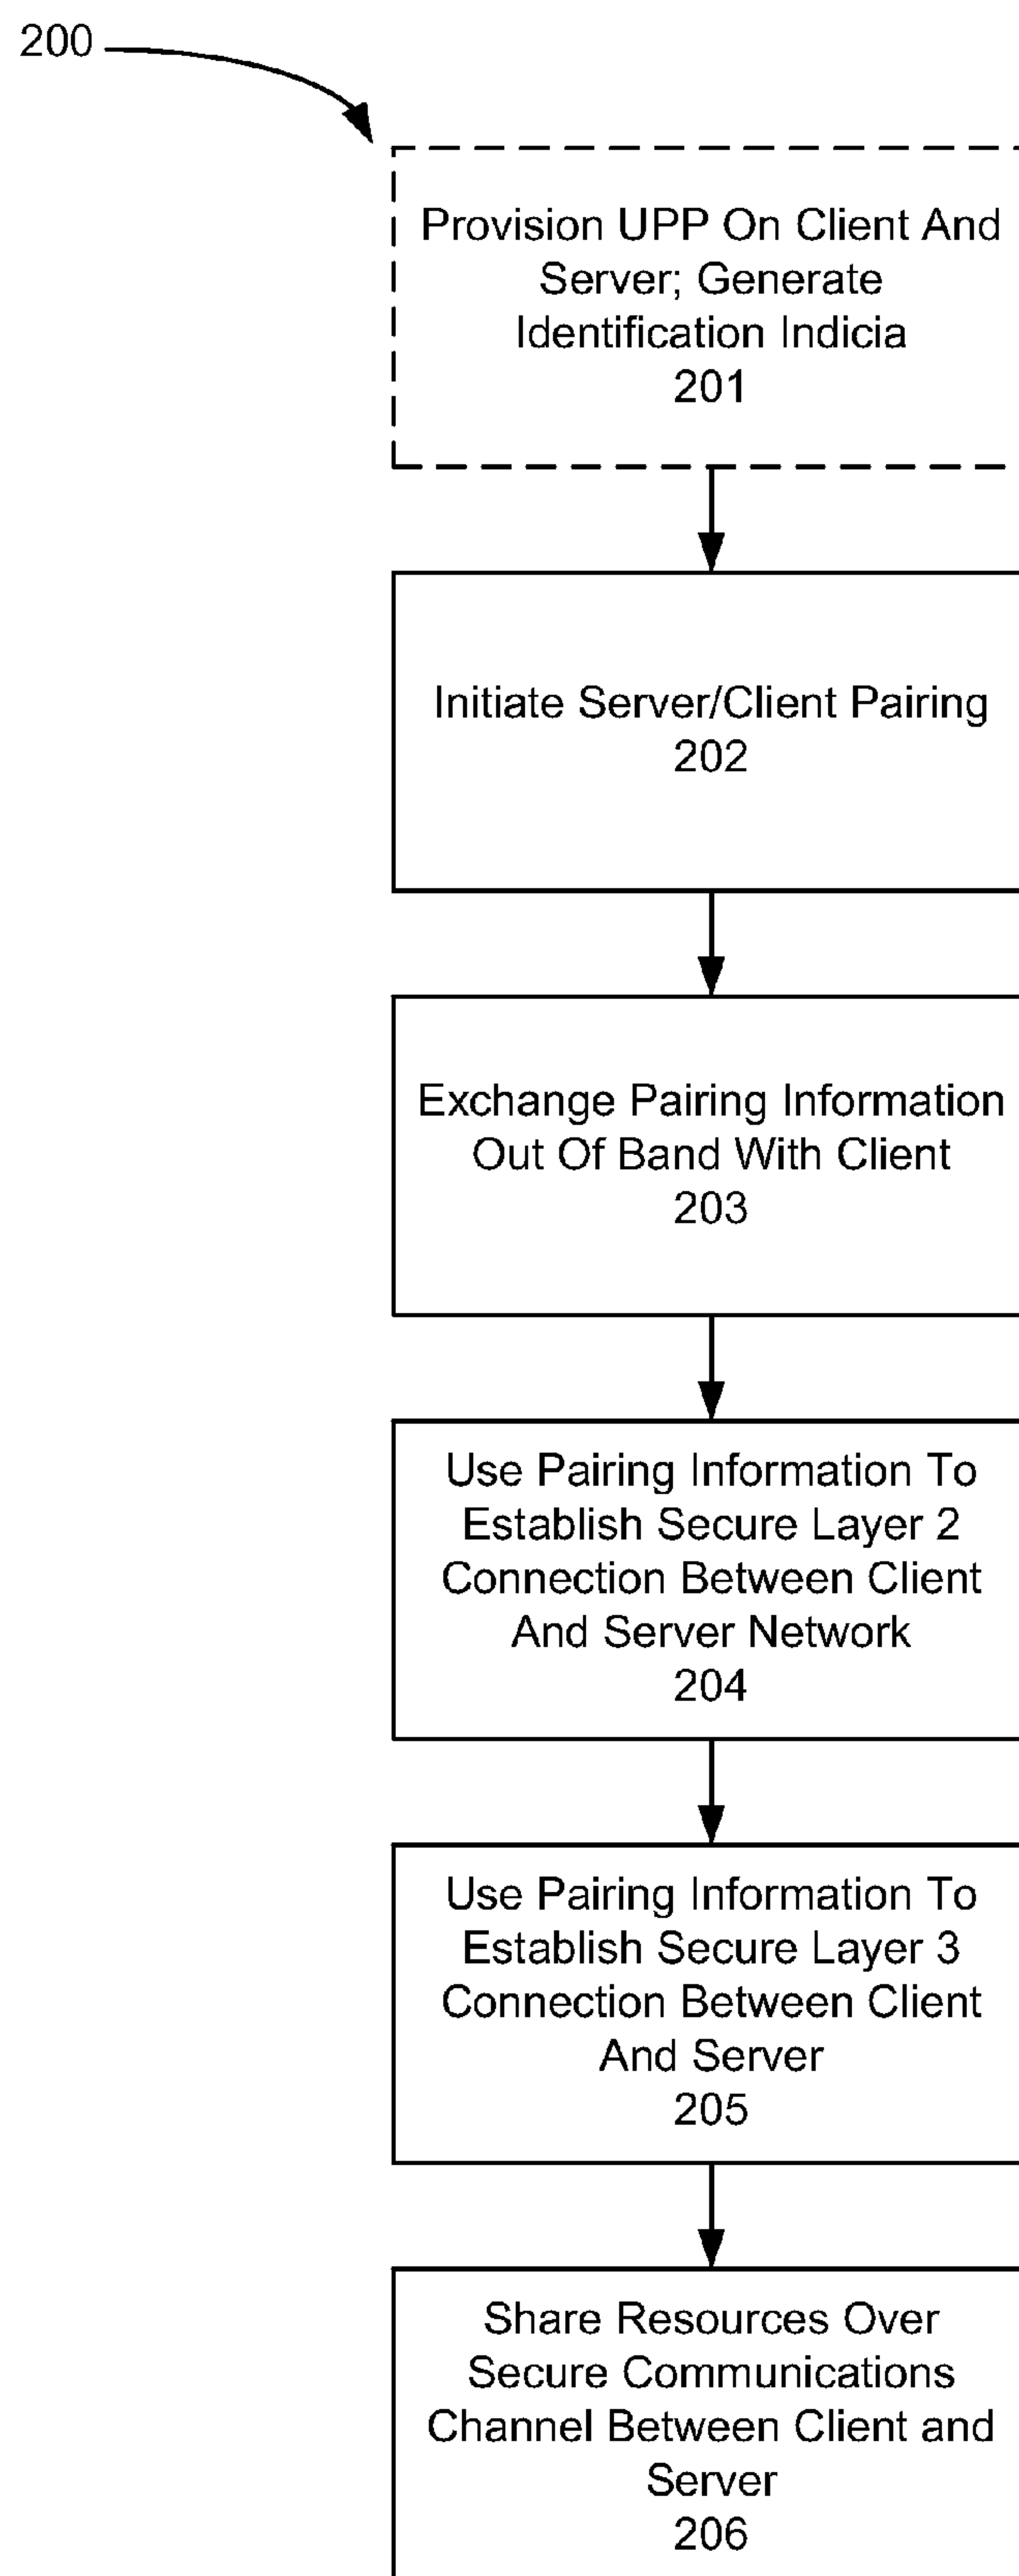 200
Provision UPP On Client And
Server; Generate
Identification Indicia
201
Initiate Server/Client Pairing
202
Exchange Pairing Information
Out Of Band With Client
203
Use Pairing Information To
Establish Secure Layer 2
Connection Between Client
And Server Network
204
Use Pairing Information To
Establish Secure Layer 3
Connection Between Client
And Server
205
Share Resources Over
Secure Communications
Channel Between Client and
Server
206